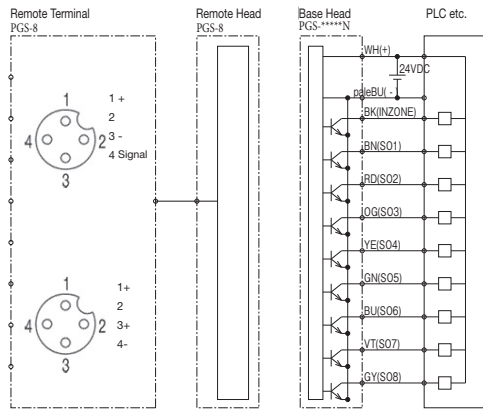 Remote Terminal
PGS-8
Remote Head
PGS-8
Base Head
PGS-*****N
PLC etc.
WH(+)
24VDC
paleBU( - )
BK(INZONE)
BN(SO1)
RD(SO2)
OG(SO3)
YE(SO4)
GN(SO5)
BU(SO6)
VT(SO7)
GY(SO8)
1
4
2
3
1 +
2
3 -
4 Signal
1
4
2
3
1+
2
3+
4-